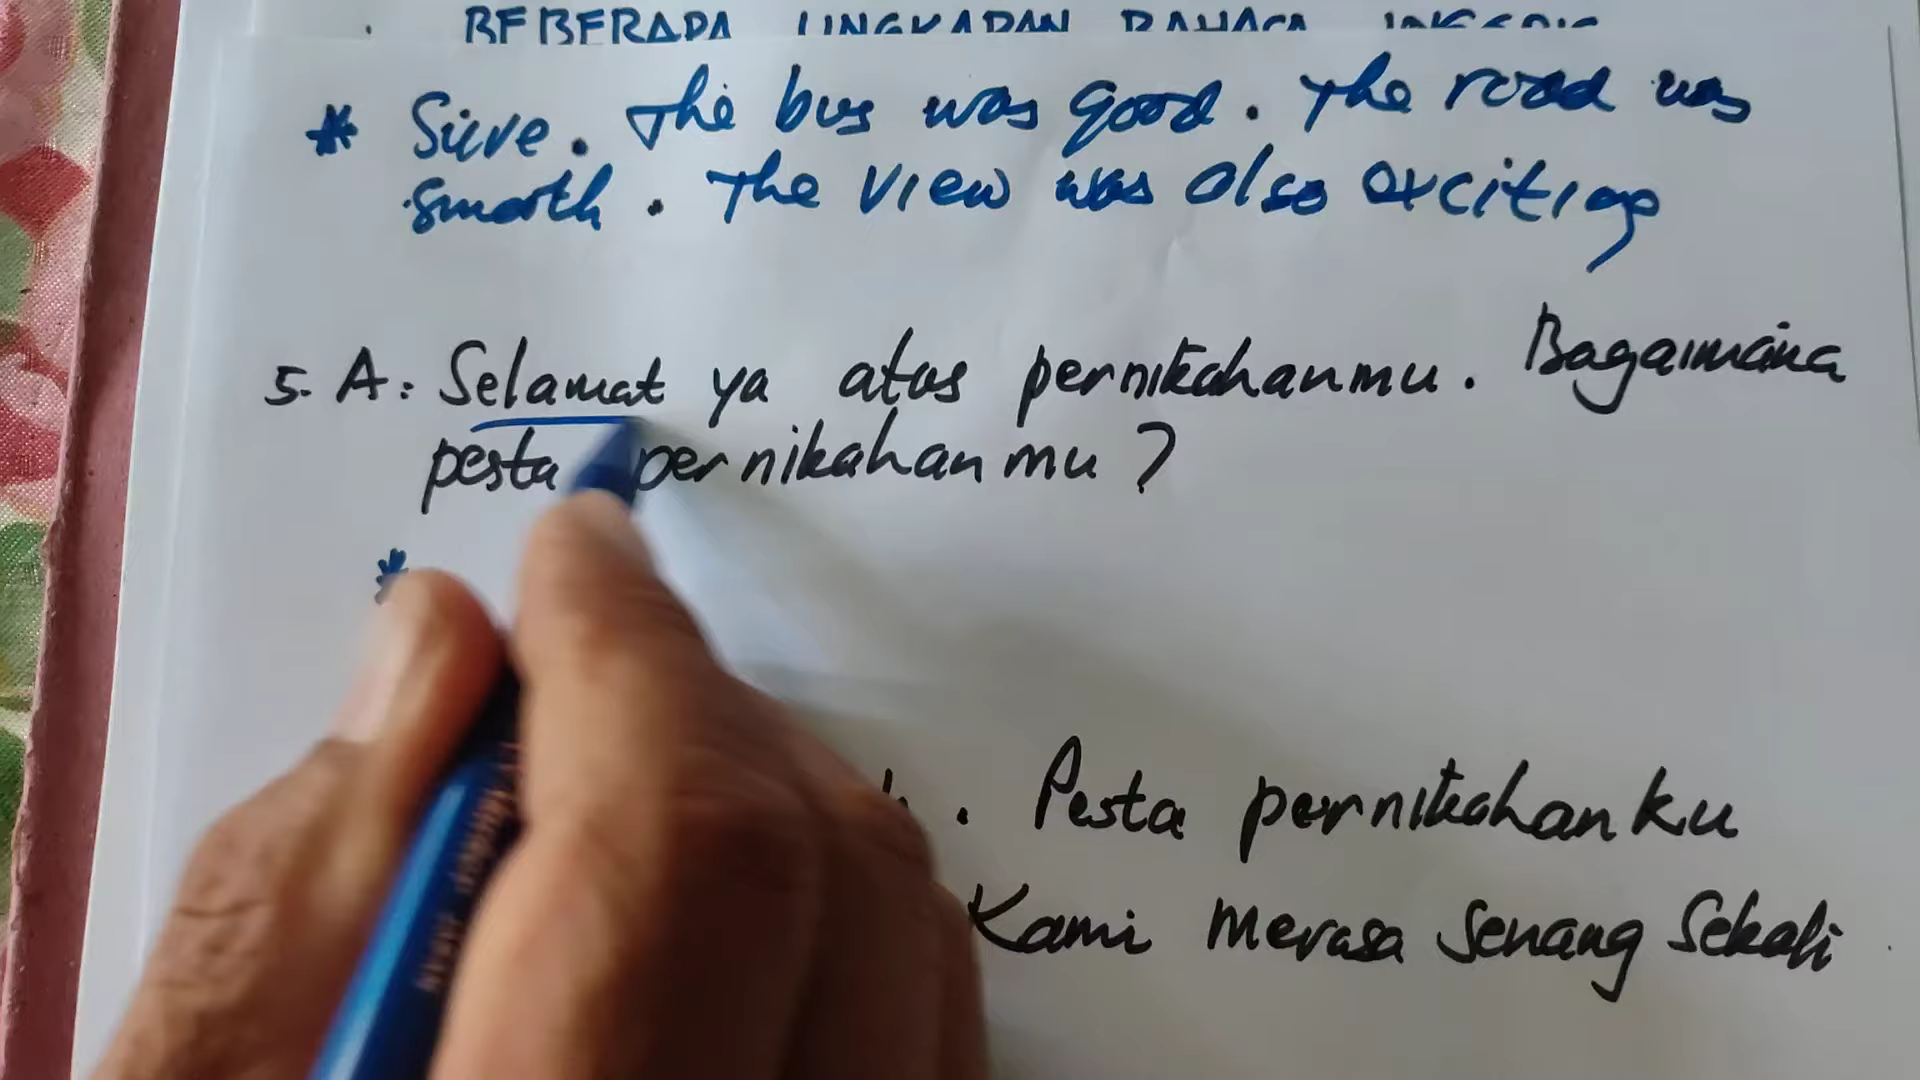 BEBERAPA UNGKAPAN BAHASA INGGRIS
* Sure. The bus was good. The road was
smooth. The view was also exciting
5. A: Selamat ya atas pernikahanmu. Bagaimana
pesta pernikahanmu?
*
. Pesta pernikahanku
Kami merasa senang sekali